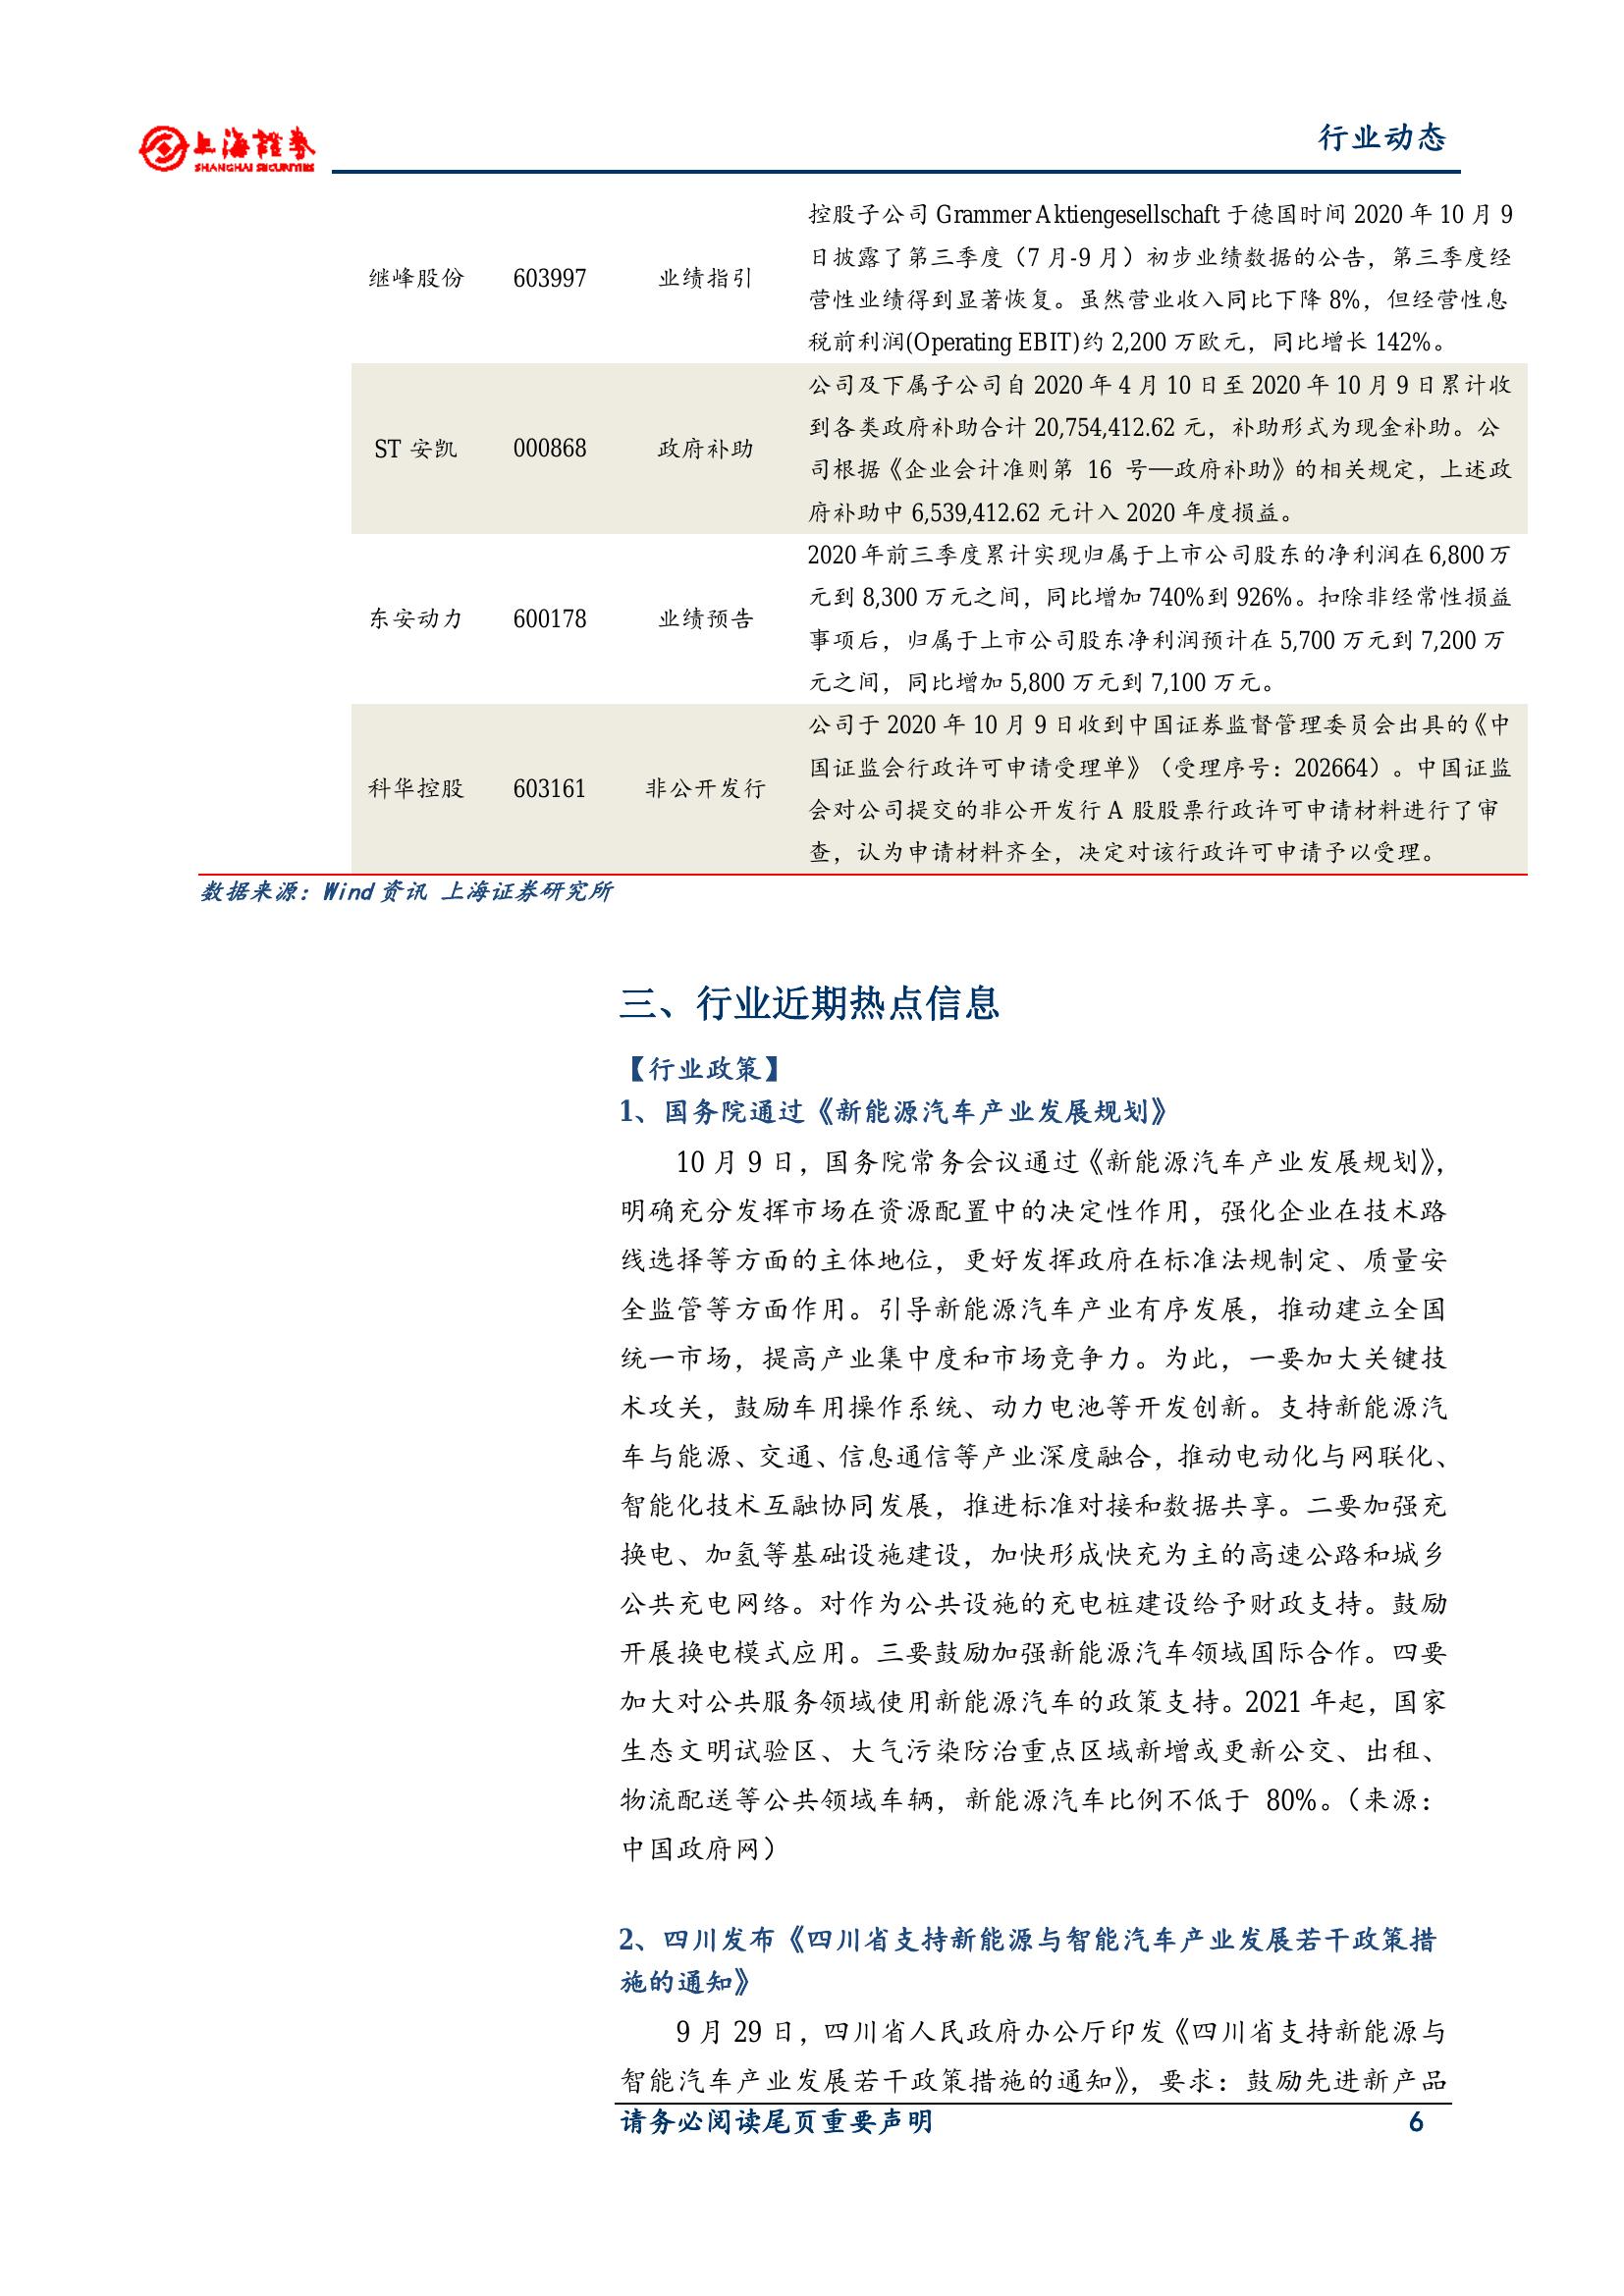 上海證券
SHANGHAI SECURITIES
行业动态
控股子公司 Grammer Aktiengesellschaft 于德国时间 2020 年 10 月 9
日披露了第三季度（7 月-9 月）初步业绩数据的公告，第三季度经
继峰股份 603997 业绩指引
营性业绩得到显著恢复。虽然营业收入同比下降 8%，但经营性息
税前利润(Operating EBIT)约 2,200 万欧元，同比增长 142%。
公司及下属子公司自 2020 年 4 月 10 日至 2020 年 10 月 9 日累计收
到各类政府补助合计 20,754,412.62 元，补助形式为现金补助。公
ST 安凯 000868 政府补助
司根据《企业会计准则第 16 号—政府补助》的相关规定，上述政
府补助中 6,539,412.62 元计入 2020 年度损益。
2020 年前三季度累计实现归属于上市公司股东的净利润在 6,800 万
元到 8,300 万元之间，同比增加 740%到 926%。扣除非经常性损益
东安动力 600178 业绩预告
事项后，归属于上市公司股东净利润预计在 5,700 万元到 7,200 万
元之间，同比增加 5,800 万元到 7,100 万元。
公司于 2020 年 10 月 9 日收到中国证券监督管理委员会出具的《中
国证监会行政许可申请受理单》（受理序号：202664）。中国证监
科华控股 603161 非公开发行
会对公司提交的非公开发行 A 股股票行政许可申请材料进行了审
查，认为申请材料齐全，决定对该行政许可申请予以受理。
数据来源：Wind 资讯 上海证券研究所
三、行业近期热点信息
【行业政策】
1、国务院通过《新能源汽车产业发展规划》
10 月 9 日，国务院常务会议通过《新能源汽车产业发展规划》，
明确充分发挥市场在资源配置中的决定性作用，强化企业在技术路
线选择等方面的主体地位，更好发挥政府在标准法规制定、质量安
全监管等方面作用。引导新能源汽车产业有序发展，推动建立全国
统一市场，提高产业集中度和市场竞争力。为此，一要加大关键技
术攻关，鼓励车用操作系统、动力电池等开发创新。支持新能源汽
车与能源、交通、信息通信等产业深度融合，推动电动化与网联化、
智能化技术互融协同发展，推进标准对接和数据共享。二要加强充
换电、加氢等基础设施建设，加快形成快充为主的高速公路和城乡
公共充电网络。对作为公共设施的充电桩建设给予财政支持。鼓励
开展换电模式应用。三要鼓励加强新能源汽车领域国际合作。四要
加大对公共服务领域使用新能源汽车的政策支持。2021 年起，国家
生态文明试验区、大气污染防治重点区域新增或更新公交、出租、
物流配送等公共领域车辆，新能源汽车比例不低于 80%。（来源：
中国政府网）
2、四川发布《四川省支持新能源与智能汽车产业发展若干政策措
施的通知》
9 月 29 日，四川省人民政府办公厅印发《四川省支持新能源与
智能汽车产业发展若干政策措施的通知》，要求：鼓励先进新产品
请务必阅读尾页重要声明 6